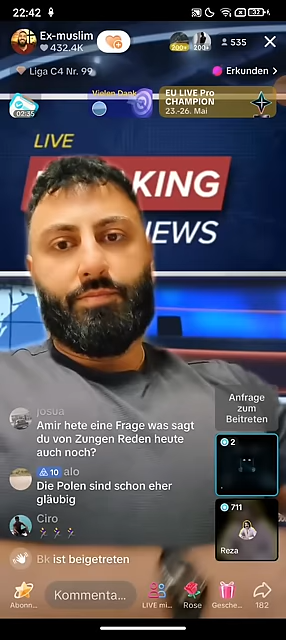 22:42
32
Ex-muslim
432.4K
200+
200+
535
Liga C4 Nr. 99
Erkunden >
Vielen Dank
EU LIVE Pro
CHAMPION
23.-26. Mai
02:35
LIVE
KING
NEWS
Anfrage
zum
Beitreten
josua
Amir hete eine Frage was sagt
du von Zungen Reden heute
auch noch?
2
10 alo
Die Polen sind schon eher
gläubig
711
Ciro
Reza
Bk ist beigetreten
Kommenta...
Abonn...
LIVE mi...
Rose
Gesche...
182